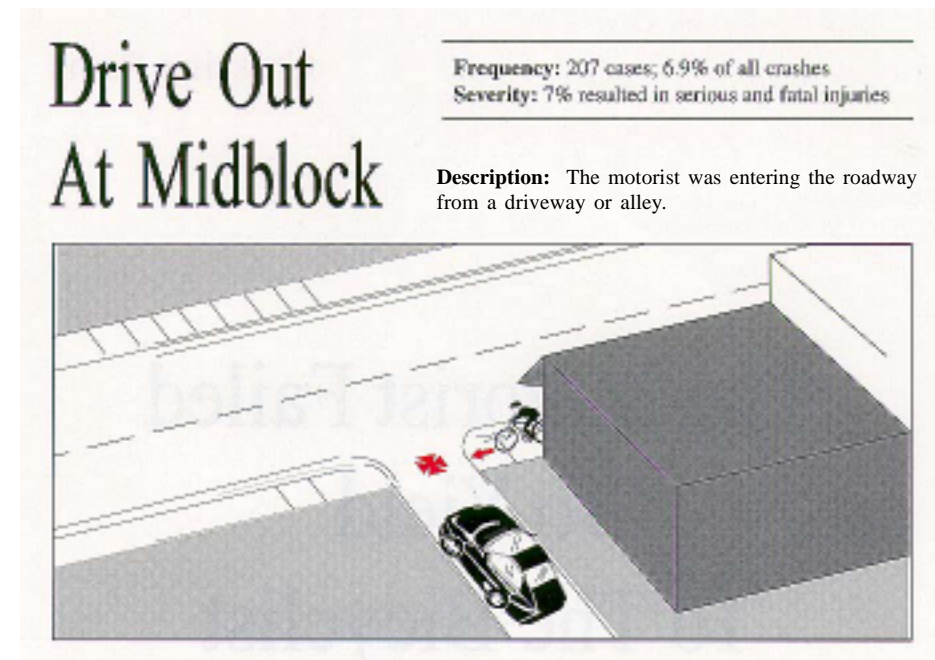 Drive Out
At Midblock
Frequency: 207 cases; 6.9% of all crashes
Severity: 7% resulted in serious and fatal injuries
Description: The motorist was entering the roadway
from a driveway or alley.